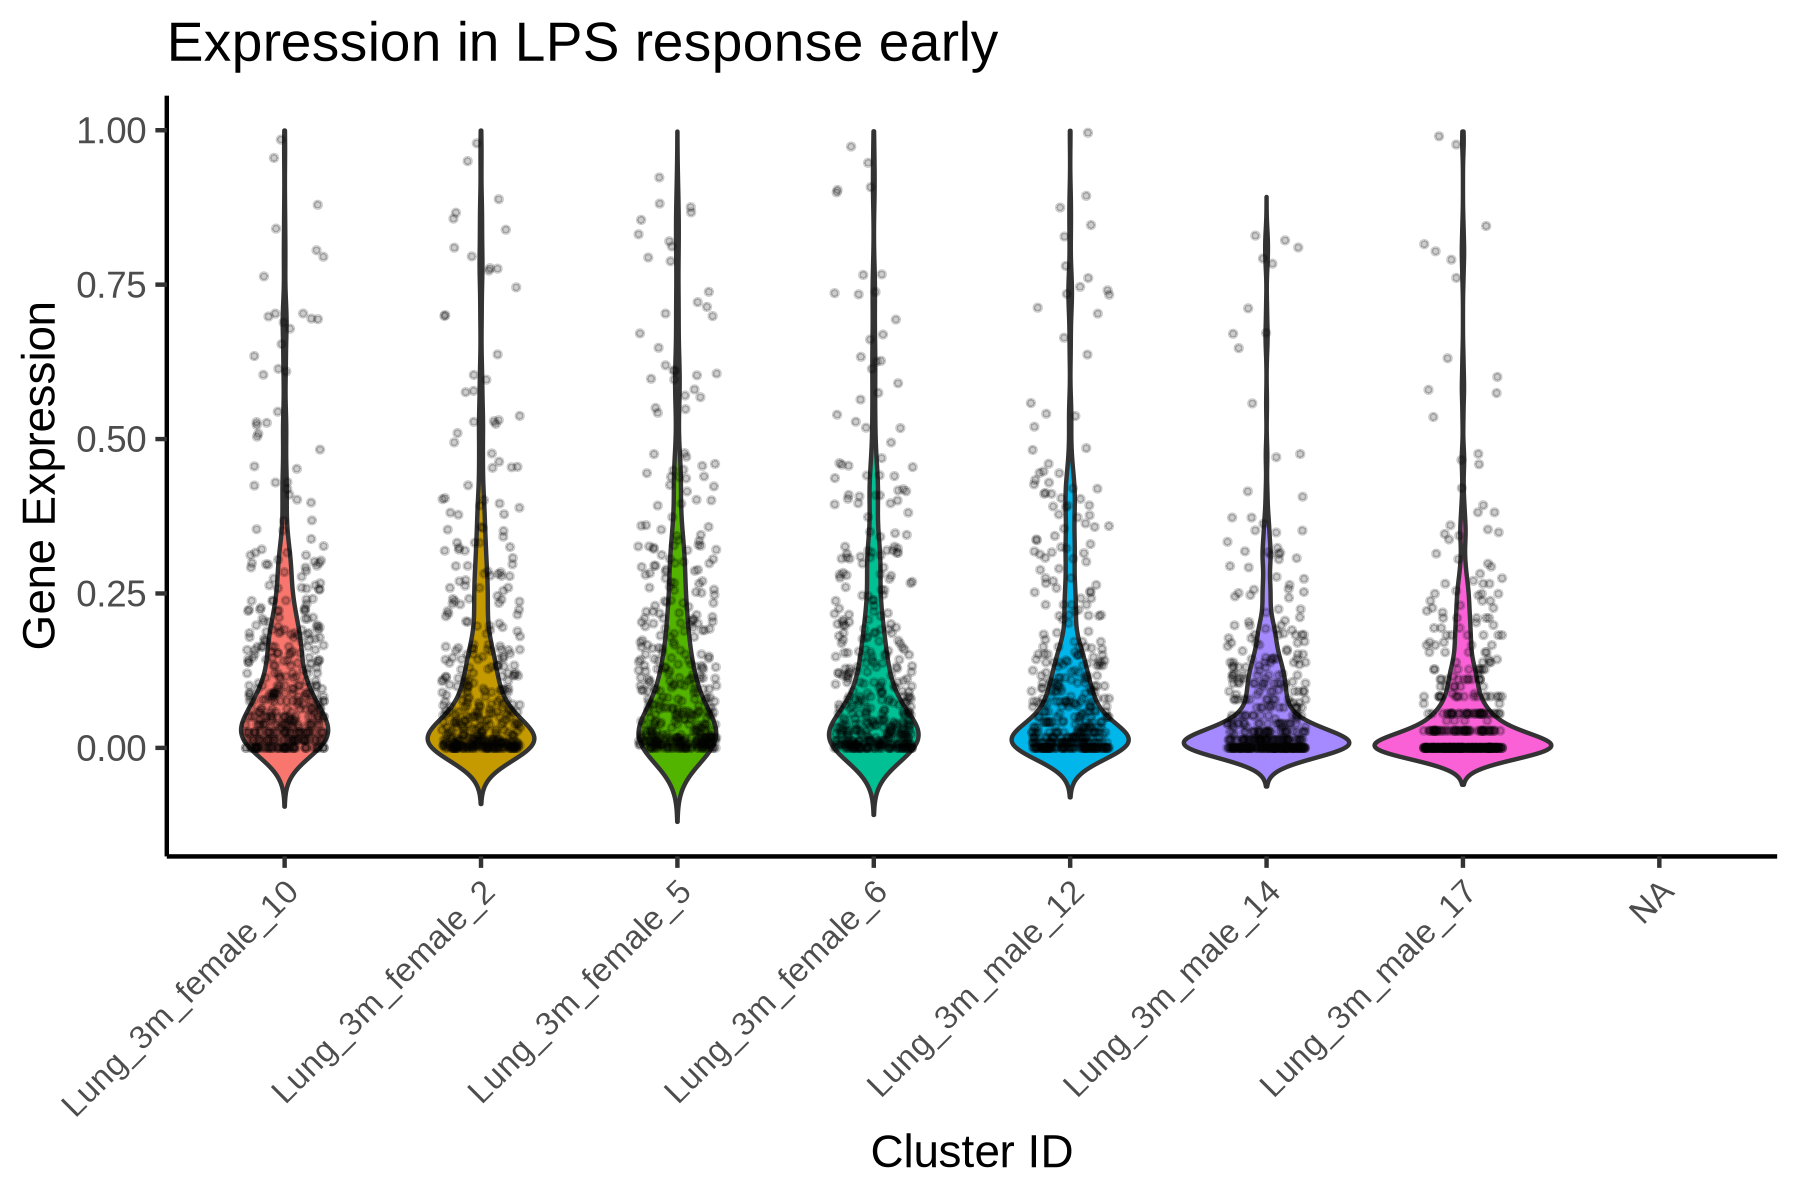 Expression in LPS response early
Gene Expression
1.00
0.75
0.50
0.25
0.00
Lung_3m_female_10
Lung_3m_female_2
Lung_3m_female_5
Lung_3m_female_6
Lung_3m_male_12
Lung_3m_male_14
Lung_3m_male_17
NA
Cluster ID